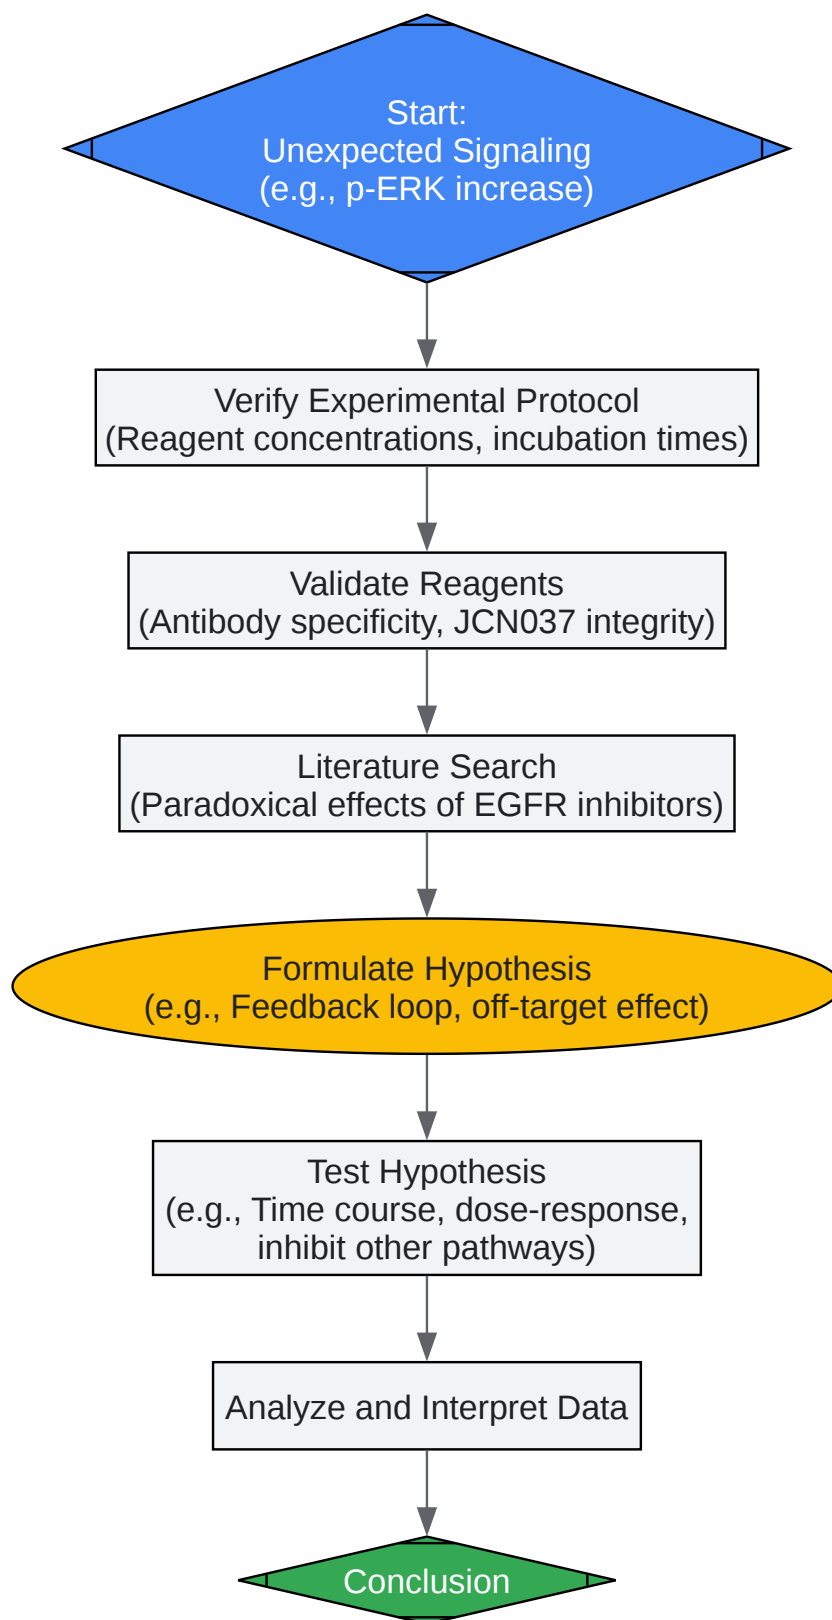 Start:
Unexpected Signaling
(e.g., p-ERK increase)
Verify Experimental Protocol
(Reagent concentrations, incubation times)
Validate Reagents
(Antibody specificity, JCN037 integrity)
Literature Search
(Paradoxical effects of EGFR inhibitors)
Formulate Hypothesis
(e.g., Feedback loop, off-target effect)
Test Hypothesis
(e.g., Time course, dose-response,
inhibit other pathways)
Analyze and Interpret Data
Conclusion